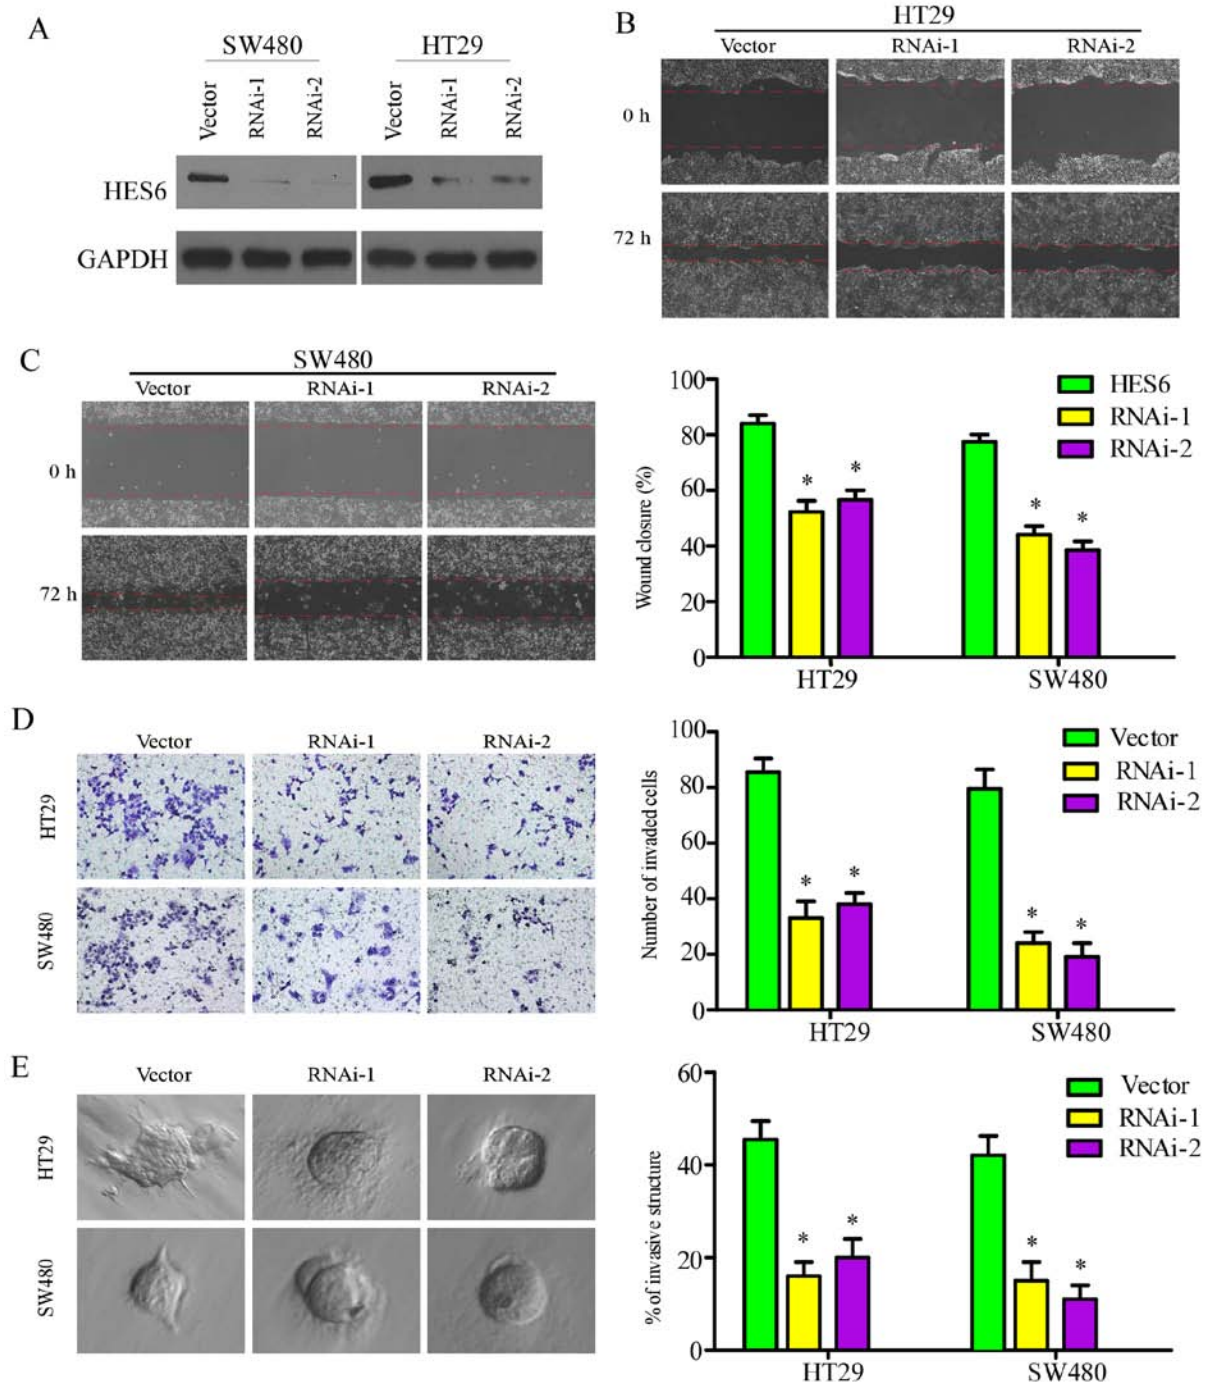 A
SW480 HT29
Vector RNAi-1 RNAi-2 Vector RNAi-1 RNAi-2
HES6
GAPDH
B
HT29
Vector RNAi-1 RNAi-2
0 h
72 h
C
SW480
Vector RNAi-1 RNAi-2
0 h
72 h
100
80
60
40
20
0
Wound closure (%)
HES6
RNAi-1
RNAi-2
* * * *
HT29 SW480
D
Vector RNAi-1 RNAi-2
HT29
SW480
100
80
60
40
20
0
Number of invaded cells
Vector
RNAi-1
RNAi-2
* * * *
HT29 SW480
E
Vector RNAi-1 RNAi-2
HT29
SW480
60
40
20
0
% of invasive structure
Vector
RNAi-1
RNAi-2
* * * *
HT29 SW480